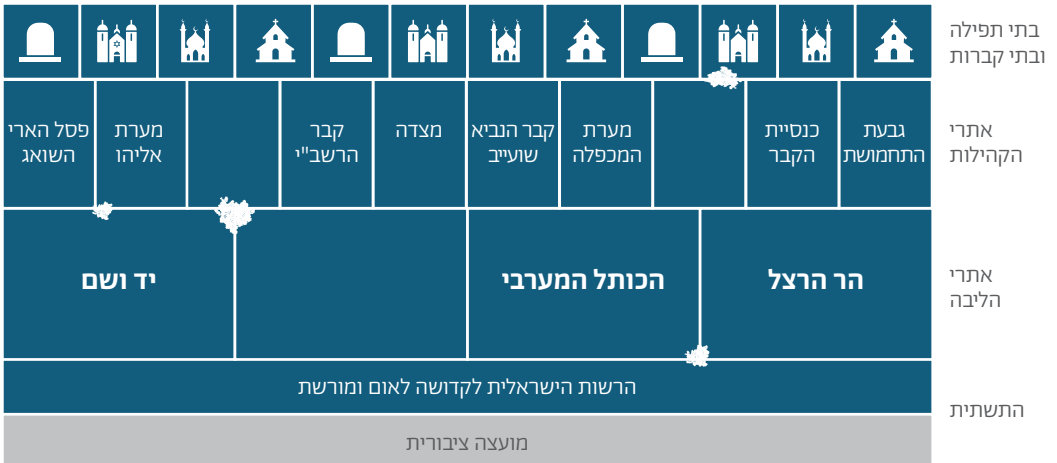 בתי תפילה
ובתי קברות
אתרי
הקהילות
גבעת
התחמושת
כנסיית
הקבר
מערת
המכפלה
קבר הנביא
שועייב
מצדה
קבר
הרשב"י
מערת
אליהו
פסל הארי
השואג
אתרי
הליבה
הר הרצל
הכותל המערבי
יד ושם
התשתית
הרשות הישראלית לקדושה לאום ומורשת
מועצה ציבורית